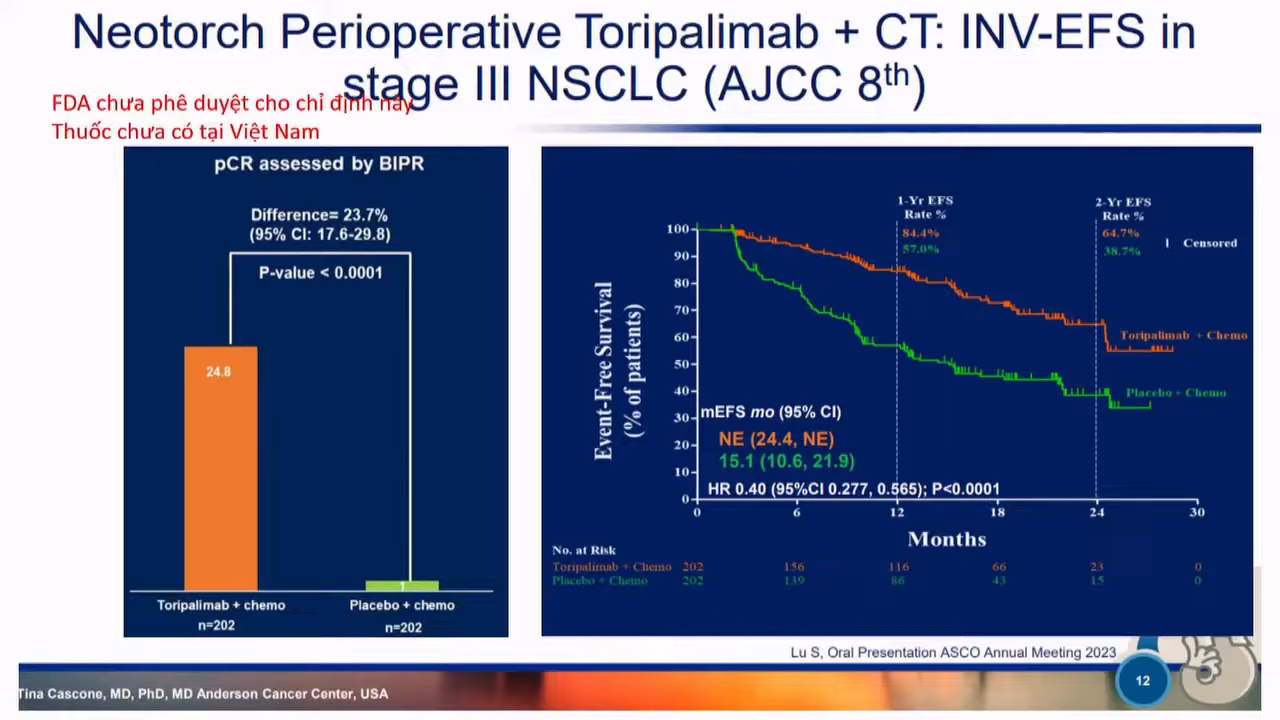 Neotorch Perioperative Toripalimab + CT: INV-EFS in
stage III NSCLC (AJCC 8th)
FDA chưa phê duyệt cho chỉ định này
Thuốc chưa có tại Việt Nam
pCR assessed by BIPR
Difference= 23.7%
(95% CI: 17.6-29.8)
P-value < 0.0001
24.8
1
Toripalimab + chemo
n=202
Placebo + chemo
n=202
1-Yr EFS
Rate %
84.4%
57.0%
2-Yr EFS
Rate %
64.7%
38.7%
Censored
Event-Free Survival
(% of patients)
100
90
80
70
60
50
40
30
20
10
0
Toripalimab + Chemo
Placebo + Chemo
mEFS mo (95% CI)
NE (24.4, NE)
15.1 (10.6, 21.9)
HR 0.40 (95%CI 0.277, 0.565); P<0.0001
0 6 12 18 24 30
Months
No. at Risk
Toripalimab + Chemo 202 156 116 66 23 0
Placebo + Chemo 202 139 86 43 15 0
Lu S, Oral Presentation ASCO Annual Meeting 2023
Tina Cascone, MD, PhD, MD Anderson Cancer Center, USA
12